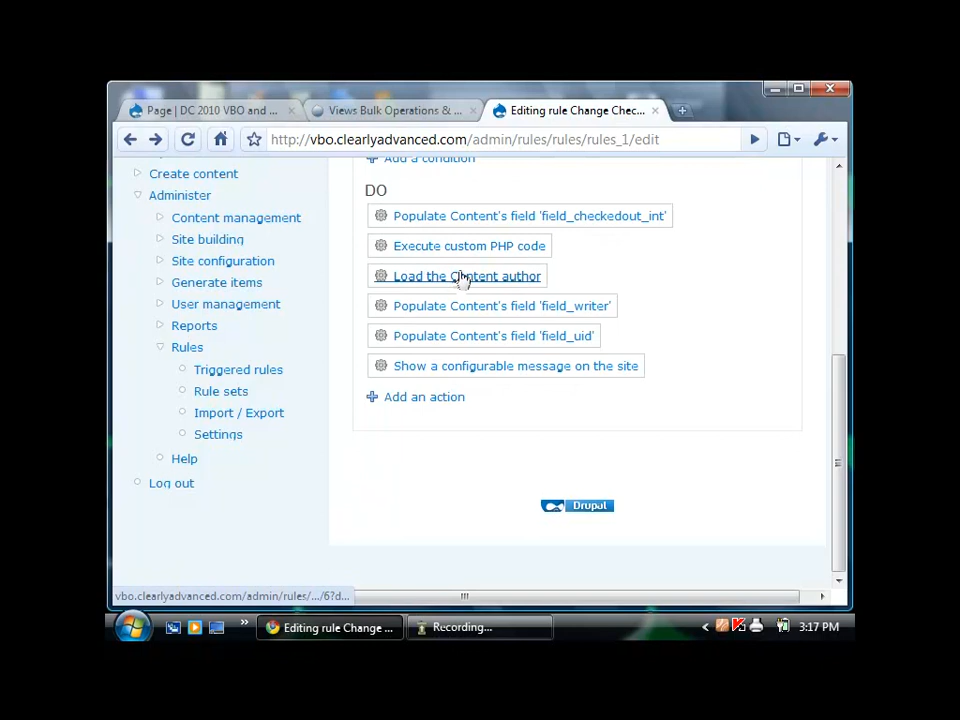 Page | DC 2010 VBO and ...
Views Bulk Operations & ...
Editing rule Change Chec...
http://vbo.clearlyadvanced.com/admin/rules/rules_1/edit
Create content
Administer
Content management
Site building
Site configuration
Generate items
User management
Reports
Rules
Triggered rules
Rule sets
Import / Export
Settings
Help
Log out
Add a condition
DO
Populate Content's field 'field_checkedout_int'
Execute custom PHP code
Load the Content author
Populate Content's field 'field_writer'
Populate Content's field 'field_uid'
Show a configurable message on the site
Add an action
Drupal
vbo.clearlyadvanced.com/admin/rules/.../6?d...
Editing rule Change ...
Recording...
3:17 PM